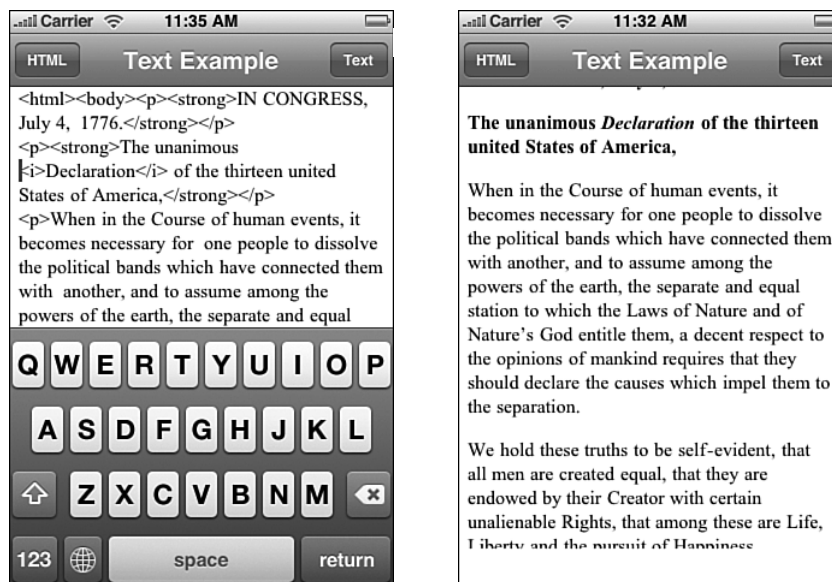 Carrier 11:35 AM
HTML Text Example Text
<html><body><p><strong>IN CONGRESS,
July 4, 1776.</strong></p>
<p><strong>The unanimous
<i>Declaration</i> of the thirteen united
States of America,</strong></p>
<p>When in the Course of human events, it
becomes necessary for one people to dissolve
the political bands which have connected them
with another, and to assume among the
powers of the earth, the separate and equal
Q W E R T Y U I O P
A S D F G H J K L
Z X C V B N M
123 space return
Carrier 11:32 AM
HTML Text Example Text
The unanimous Declaration of the thirteen
united States of America,
When in the Course of human events, it
becomes necessary for one people to dissolve
the political bands which have connected them
with another, and to assume among the
powers of the earth, the separate and equal
station to which the Laws of Nature and of
Nature's God entitle them, a decent respect to
the opinions of mankind requires that they
should declare the causes which impel them to
the separation.
We hold these truths to be self-evident, that
all men are created equal, that they are
endowed by their Creator with certain
unalienable Rights, that among these are Life,
Liberty and the pursuit of Happiness